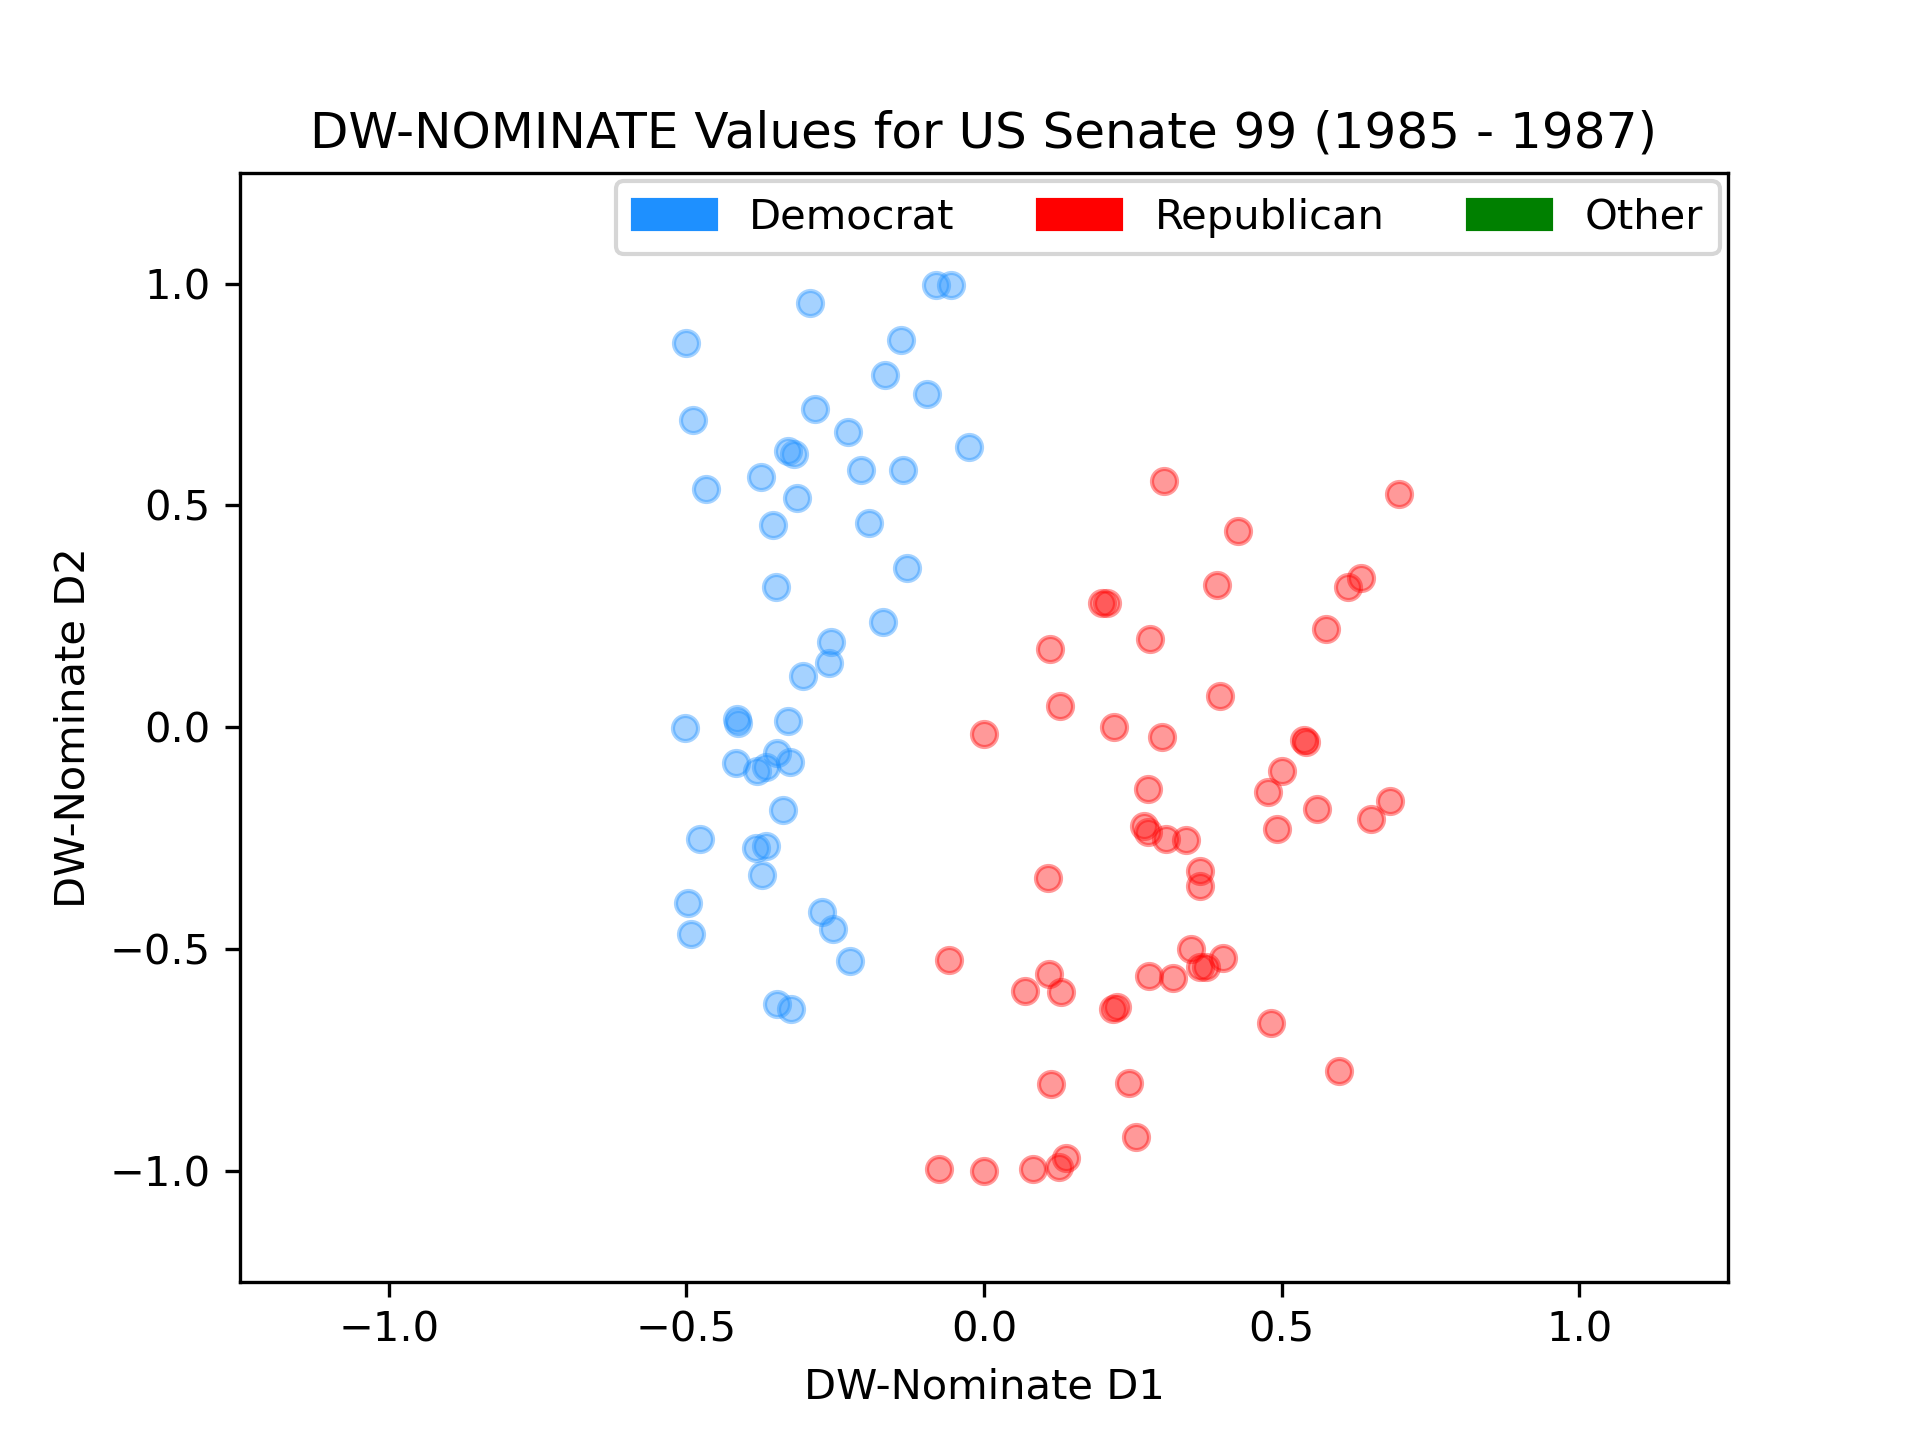 DW-NOMINATE Values for US Senate 99 (1985 - 1987)
Democrat Republican Other
1.0
0.5
0.0
−0.5
−1.0
DW-Nominate D2
−1.0 −0.5 0.0 0.5 1.0
DW-Nominate D1